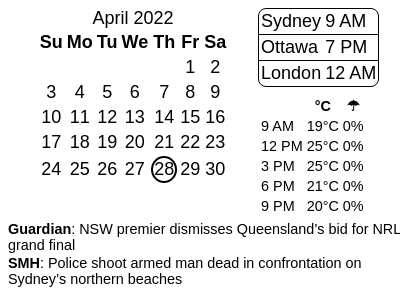 April 2022
Su Mo Tu We Th Fr Sa
1 2
3 4 5 6 7 8 9
10 11 12 13 14 15 16
17 18 19 20 21 22 23
24 25 26 27 28 29 30
Sydney 9 AM
Ottawa 7 PM
London 12 AM
°C ☂
9 AM 19°C 0%
12 PM 25°C 0%
3 PM 25°C 0%
6 PM 21°C 0%
9 PM 20°C 0%
Guardian: NSW premier dismisses Queensland’s bid for NRL
grand final
SMH: Police shoot armed man dead in confrontation on
Sydney’s northern beaches